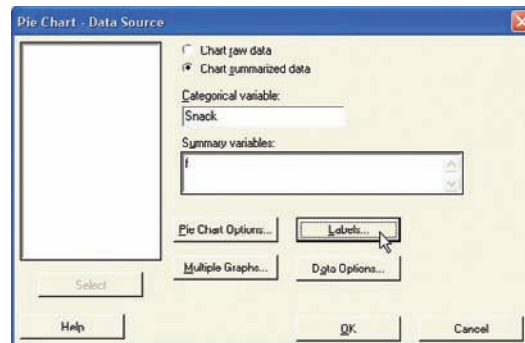 Pie Chart - Data Source
Chart raw data
Chart summarized data
Categorical variable:
Snack
Summary variables:
f
Pie Chart Options...
Labels...
Multiple Graphs...
Data Options...
Select
Help
OK
Cancel